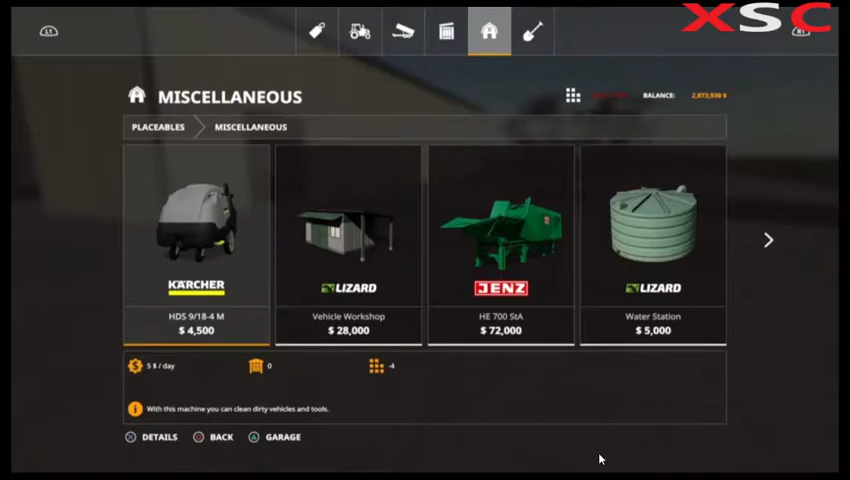 L1
XSC
R1
MISCELLANEOUS
BALANCE: 2,873,936 $
PLACEABLES
MISCELLANEOUS
KÄRCHER
LIZARD
JENZ
LIZARD
HDS 9/18-4 M
Vehicle Workshop
HE 700 StA
Water Station
$ 4,500
$ 28,000
$ 72,000
$ 5,000
5 $ / day
0
-4
With this machine you can clean dirty vehicles and tools.
DETAILS
BACK
GARAGE